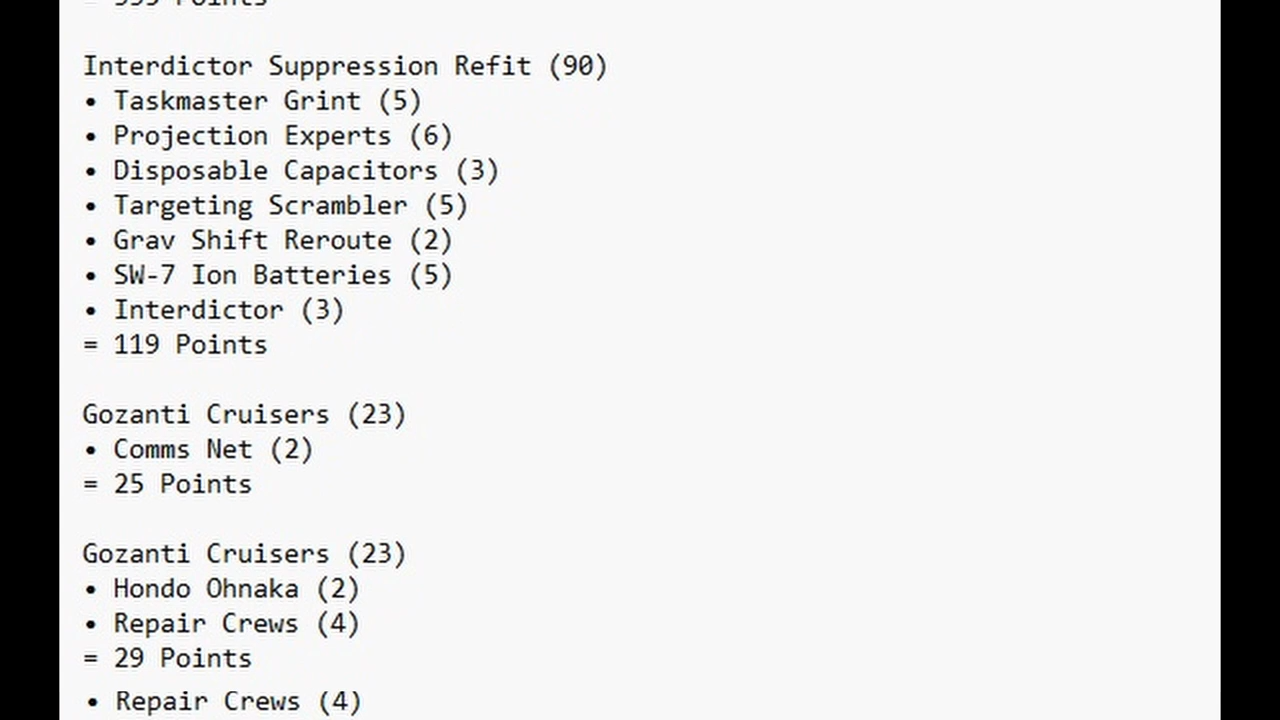 Interdictor Suppression Refit (90)
• Taskmaster Grint (5)
• Projection Experts (6)
• Disposable Capacitors (3)
• Targeting Scrambler (5)
• Grav Shift Reroute (2)
• SW-7 Ion Batteries (5)
• Interdictor (3)
= 119 Points
Gozanti Cruisers (23)
• Comms Net (2)
= 25 Points
Gozanti Cruisers (23)
• Hondo Ohnaka (2)
• Repair Crews (4)
= 29 Points
• Repair Crews (4)